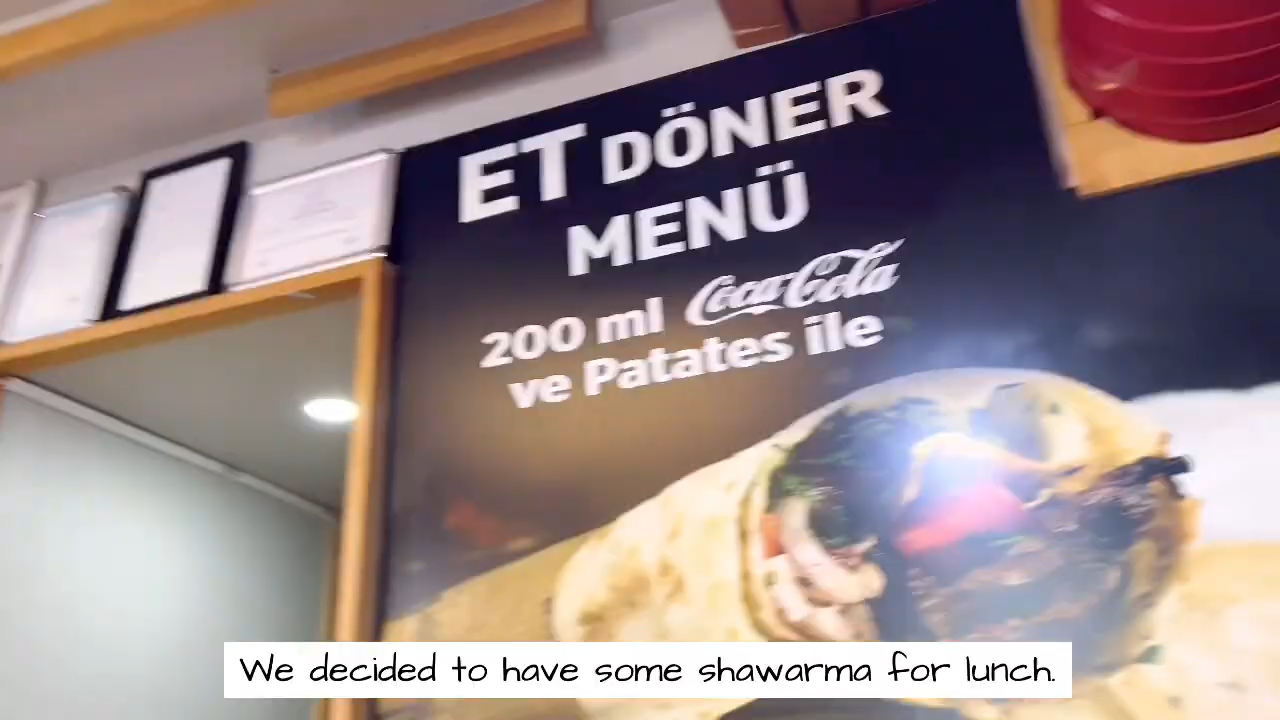 ET DÖNER
MENÜ
200 ml Coca-Cola
ve Patates ile
We decided to have some shawarma for lunch.